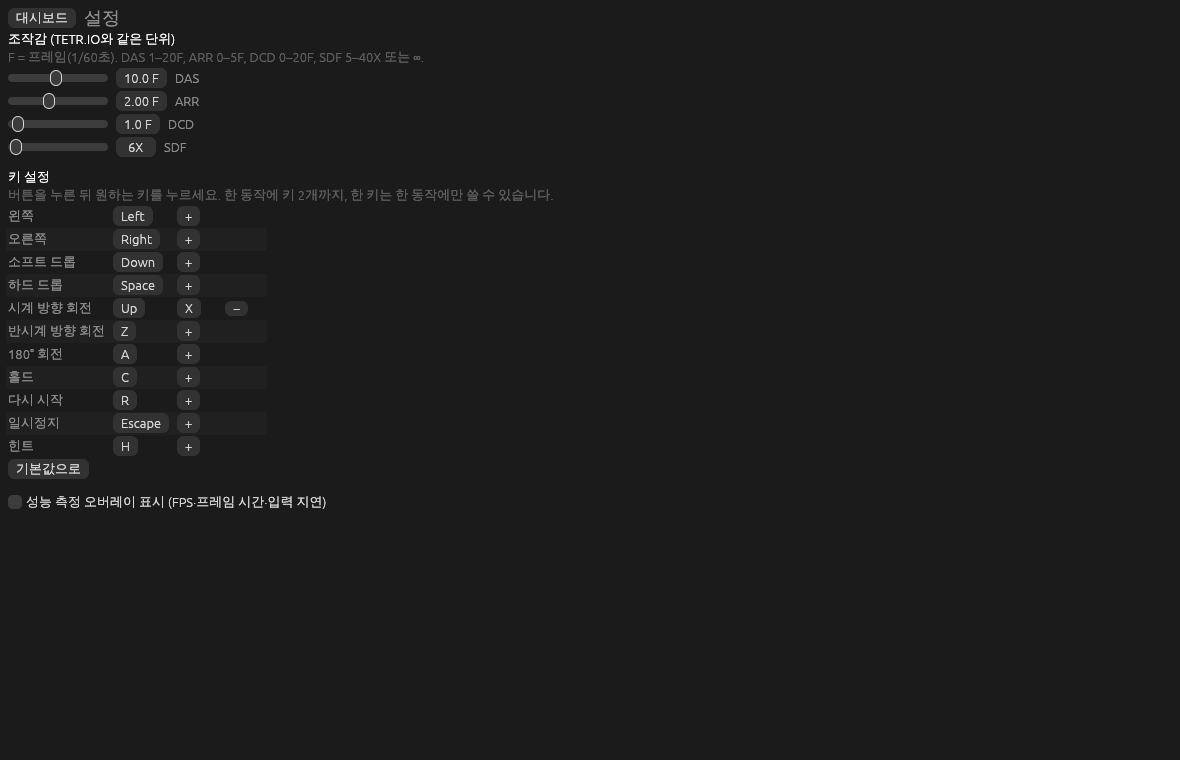 대시보드 설정
조작감 (TETR.IO와 같은 단위)
F = 프레임(1/60초). DAS 1–20F, ARR 0–5F, DCD 0–20F, SDF 5–40X 또는 ∞.
10.0 F DAS
2.00 F ARR
1.0 F DCD
6X SDF
키 설정
버튼을 누른 뒤 원하는 키를 누르세요. 한 동작에 키 2개까지, 한 키는 한 동작에만 쓸 수 있습니다.
왼쪽 Left +
오른쪽 Right +
소프트 드롭 Down +
하드 드롭 Space +
시계 방향 회전 Up X –
반시계 방향 회전 Z +
180° 회전 A +
홀드 C +
다시 시작 R +
일시정지 Escape +
힌트 H +
기본값으로
성능 측정 오버레이 표시 (FPS·프레임 시간·입력 지연)